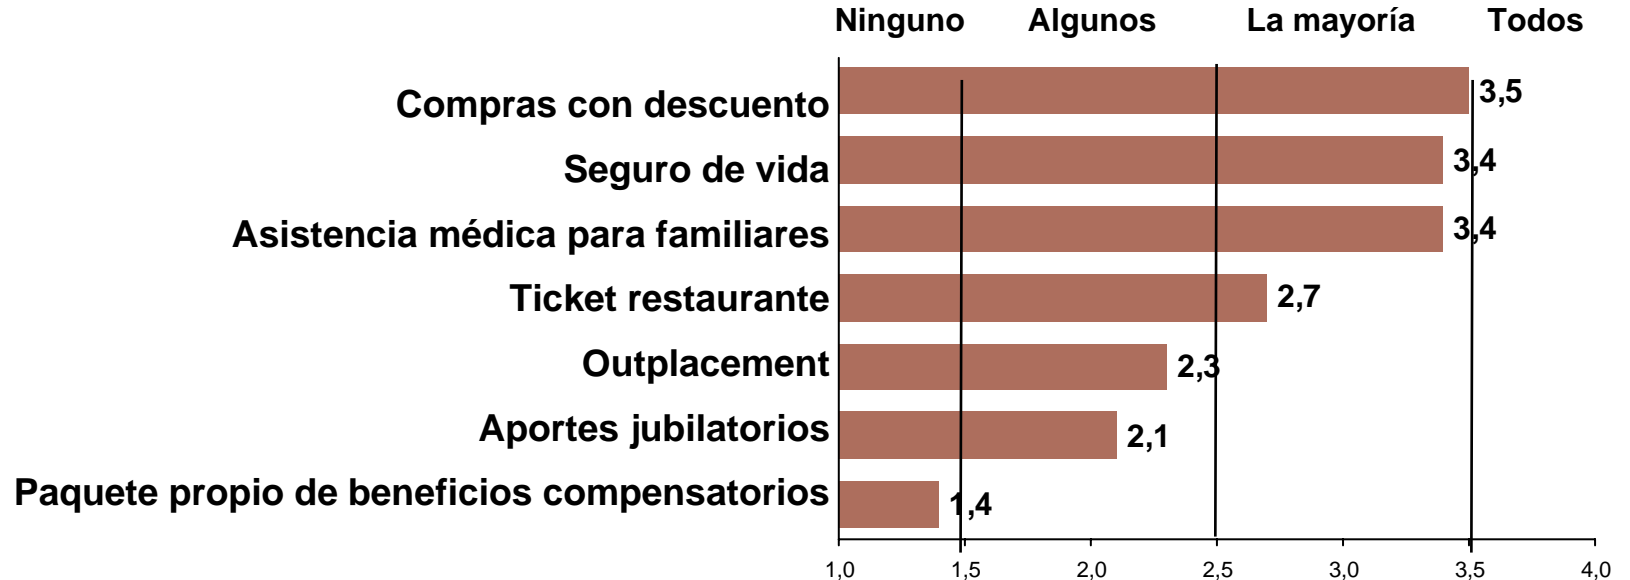 Ninguno Algunos La mayoría Todos
Compras con descuento 3,5
Seguro de vida 3,4
Asistencia médica para familiares 3,4
Ticket restaurante 2,7
Outplacement 2,3
Aportes jubilatorios 2,1
Paquete propio de beneficios compensatorios 1,4
1,0 1,5 2,0 2,5 3,0 3,5 4,0